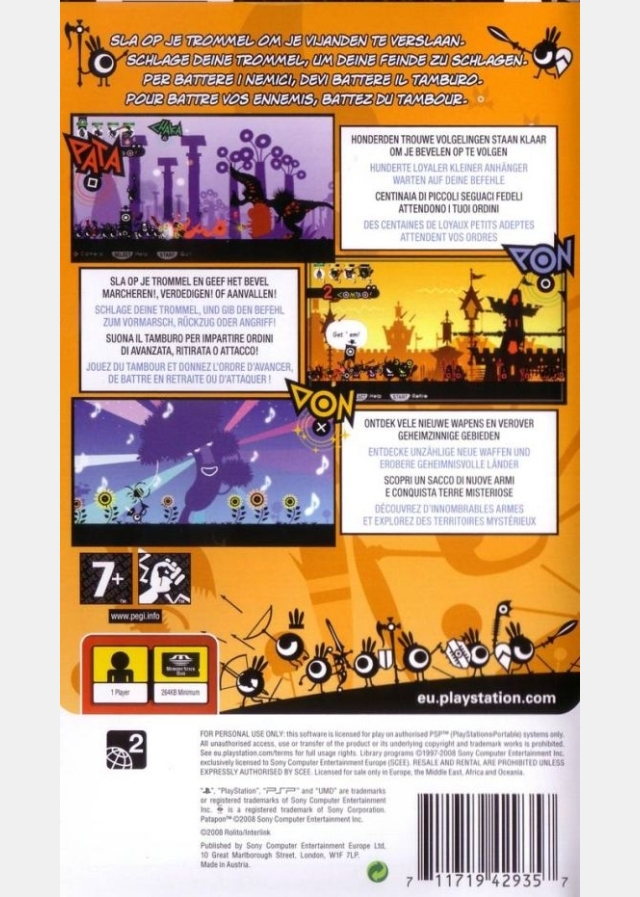 SLA OP JE TROMMEL OM JE VIJANDEN TE VERSLAAN.
SCHLAGE DEINE TROMMEL, UM DEINE FEINDE ZU SCHLAGEN.
PER BATTERE I NEMICI, DEVI BATTERE IL TAMBURO.
POUR BATTRE VOS ENNEMIS, BATTEZ DU TAMBOUR.
CHAKA
PATA
HONDERDEN TROUWE VOLGELINGEN STAAN KLAAR
OM JE BEVELEN OP TE VOLGEN
HUNDERTE LOYALER KLEINER ANHÄNGER
WARTEN AUF DEINE BEFEHLE
CENTINAIA DI PICCOLI SEGUACI FEDELI
ATTENDONO I TUOI ORDINI
DES CENTAINES DE LOYAUX PETITS ADEPTES
ATTENDENT VOS ORDRES
SELECT Help START
PON
SLA OP JE TROMMEL EN GEEF HET BEVEL
MARCHEREN!, VERDEDIGEN! OF AANVALLEN!
SCHLAGE DEINE TROMMEL, UND GIB DEN BEFEHL
ZUM VORMARSCH, RÜCKZUG ODER ANGRIFF!
SUONA IL TAMBURO PER IMPARTIRE ORDINI
DI AVANZATA, RITIRATA O ATTACCO!
JOUEZ DU TAMBOUR ET DONNEZ L'ORDRE D'AVANCER,
DE BATTRE EN RETRAITE OU D'ATTAQUER !
2
Get 'em!
Help START
DON
ONTDEK VELE NIEUWE WAPENS EN VEROVER
GEHEIMZINNIGE GEBIEDEN
ENTDECKE UNZÄHLIGE NEUE WAFFEN UND
EROBERE GEHEIMNISVOLLE LÄNDER
SCOPRI UN SACCO DI NUOVE ARMI
E CONQUISTA TERRE MISTERIOSE
DÉCOUVREZ D'INNOMBRABLES ARMES
ET EXPLOREZ DES TERRITOIRES MYSTÉRIEUX
7+
www.pegi.info
MEMORY STICK
DUO
1 Player
264KB Minimum
eu.playstation.com
2
FOR PERSONAL USE ONLY: this software is licensed for play on authorised PSP™ (PlayStation®Portable) systems only.
All unauthorised access, use or transfer of the product or its underlying copyright and trademark works is prohibited.
See eu.playstation.com/terms for full usage rights. Library programs ©1997-2008 Sony Computer Entertainment Inc.
exclusively licensed to Sony Computer Entertainment Europe (SCEE). RESALE AND RENTAL ARE PROHIBITED UNLESS
EXPRESSLY AUTHORISED BY SCEE. Licensed for sale only in Europe, the Middle East, Africa and Oceania.
" ", "PlayStation", "PSP" and "UMD" are trademarks
or registered trademarks of Sony Computer Entertainment
Inc. is a registered trademark of Sony Corporation.
Patapon™ ©2008 Sony Computer Entertainment Inc.
©2008 Rolito/Interlink
Published by Sony Computer Entertainment Europe Ltd,
10 Great Marlborough Street, London, W1F 7LP.
Made in Austria.
7 11719 42935 7